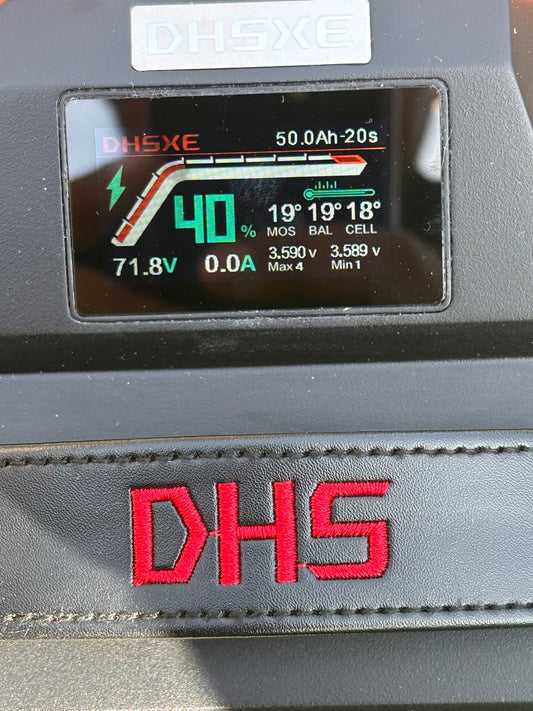 DHSXE
DHSXE 50.0Ah-20s
40%
19° 19° 18°
MOS BAL CELL
71.8V 0.0A
3.590 v 3.589 v
Max 4 Min 1
DHS